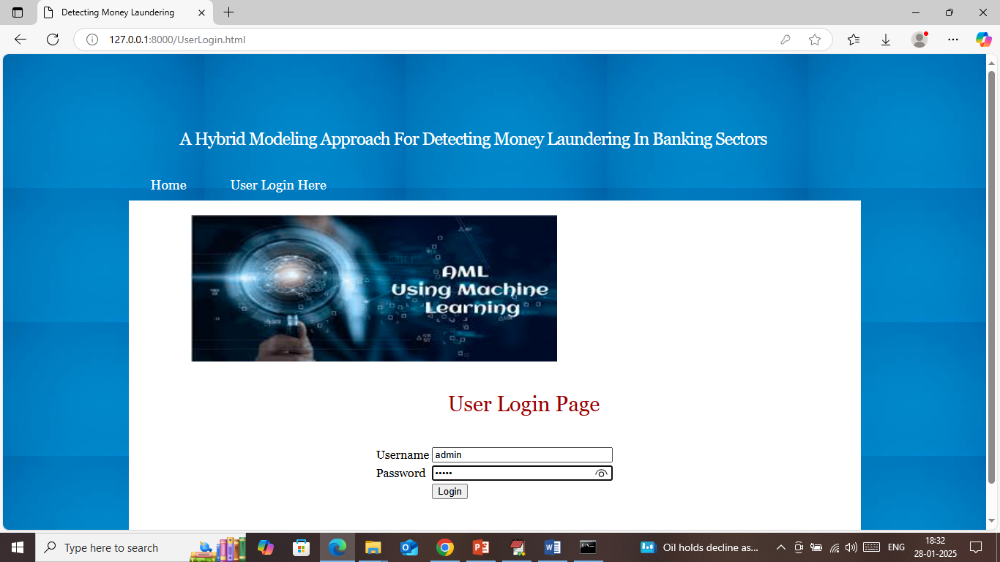 Detecting Money Laundering
127.0.0.1:8000/UserLogin.html
A Hybrid Modeling Approach For Detecting Money Laundering In Banking Sectors
Home User Login Here
AML
Using Machine
Learning
User Login Page
Username admin
Password •••••
Login
Type here to search
Oil holds decline as...
ENG
18:32
28-01-2025